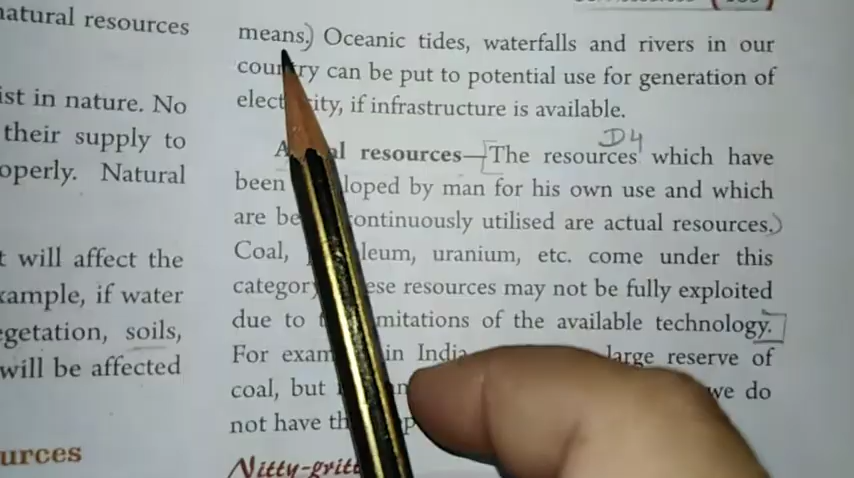 natural resources
ist in nature. No
their supply to
operly. Natural
t will affect the
xample, if water
getation, soils,
will be affected
urces
means.) Oceanic tides, waterfalls and rivers in our
country can be put to potential use for generation of
electricity, if infrastructure is available.
D4
resources—[The resources which have
been loped by man for his own use and which
are be ontinuously utilised are actual resources.)
Coal, leum, uranium, etc. come under this
category ese resources may not be fully exploited
due to mitations of the available technology.]
For exam in India large reserve of
coal, but we do
not have th
Nitty-gritt